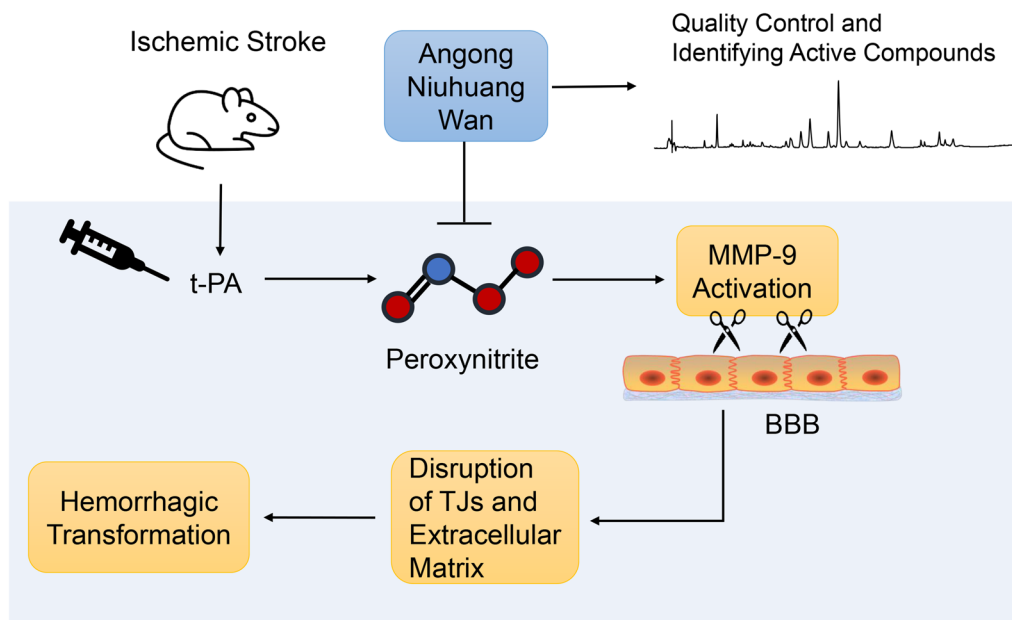 Ischemic Stroke
Angong
Niuhuang
Wan
Quality Control and
Identifying Active Compounds
t-PA
Peroxynitrite
MMP-9
Activation
BBB
Disruption
of TJs and
Extracellular
Matrix
Hemorrhagic
Transformation